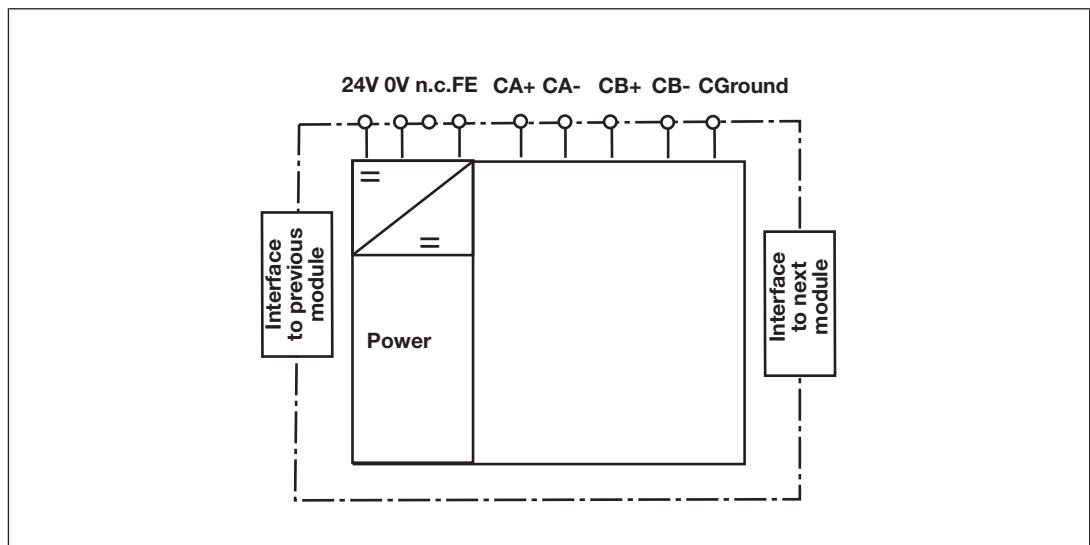 24V 0V n.c.FE CA+ CA- CB+ CB- CGround
Interface
to previous
module
Power
Interface
to next
module